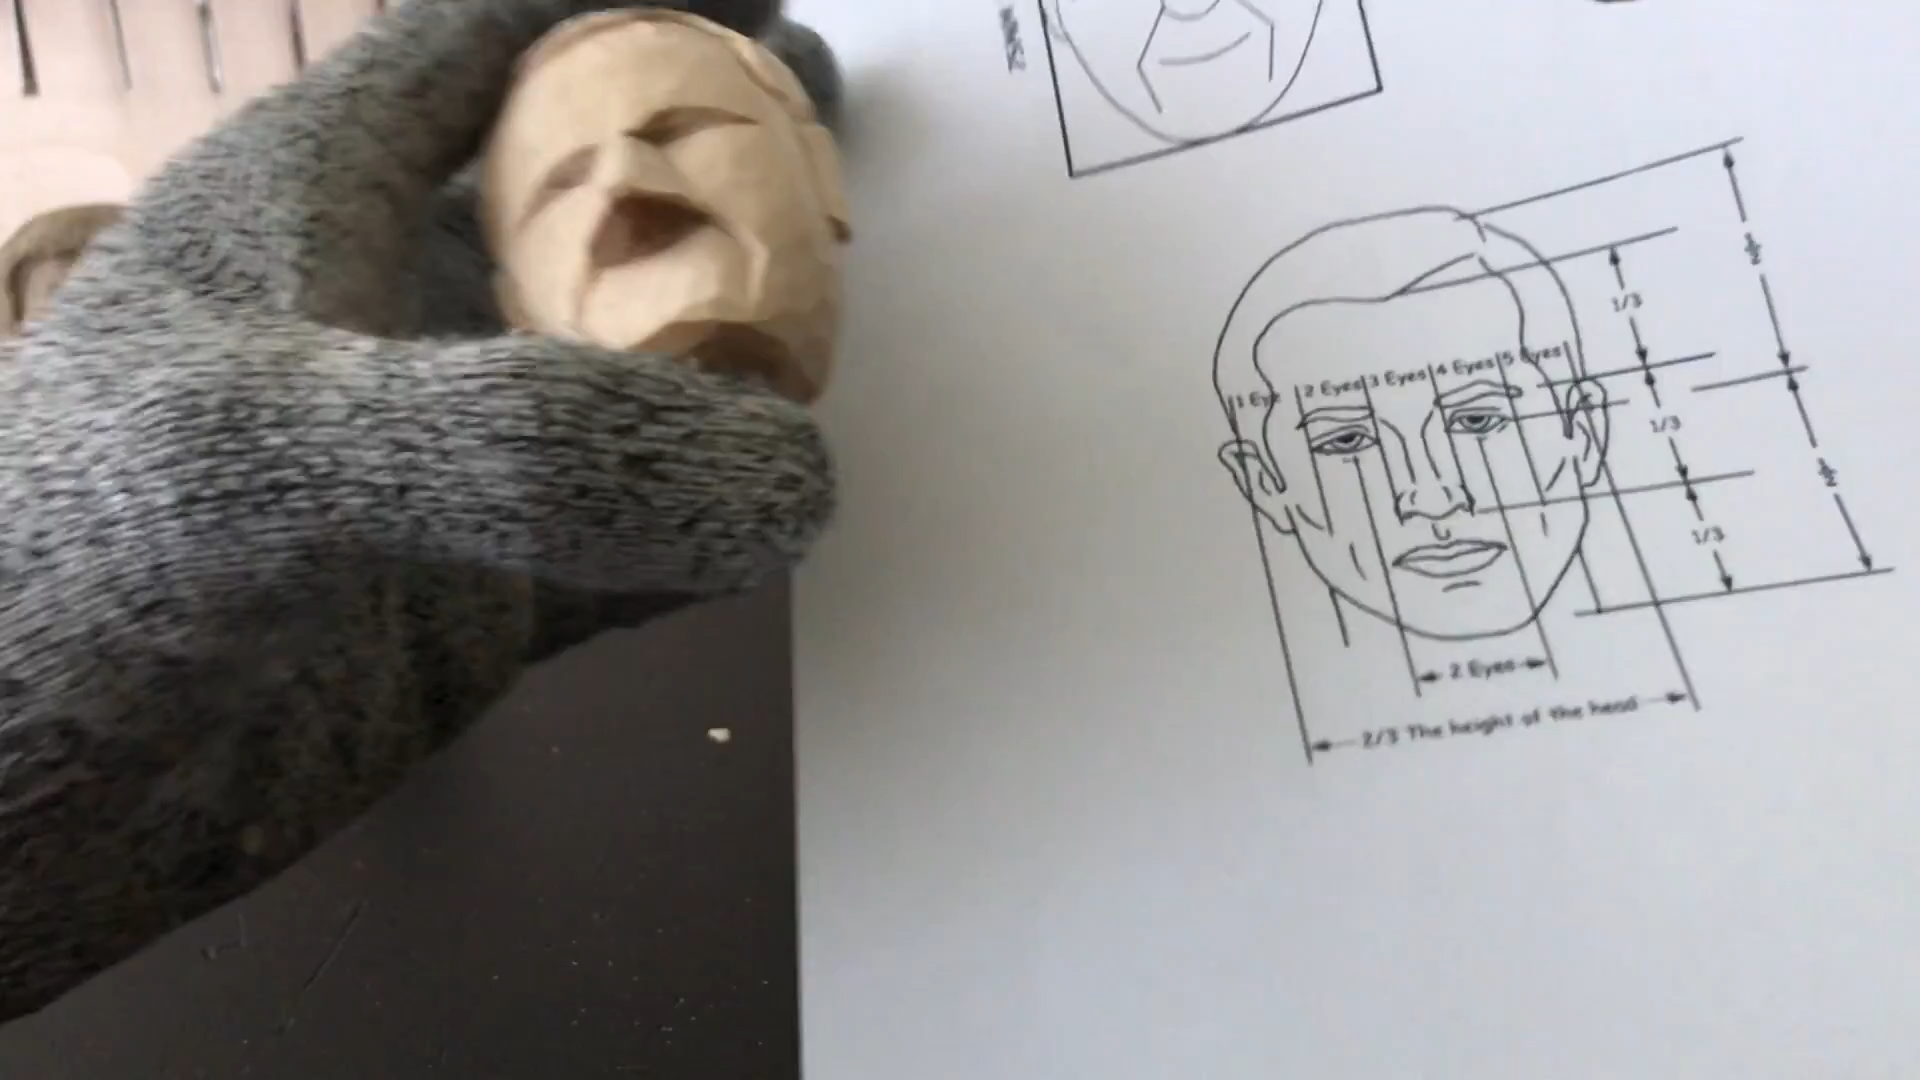 1/3
½
1 Eye 2 Eyes 3 Eyes 4 Eyes 5 Eyes
1/3
½
1/3
2 Eyes
2/3 The height of the head